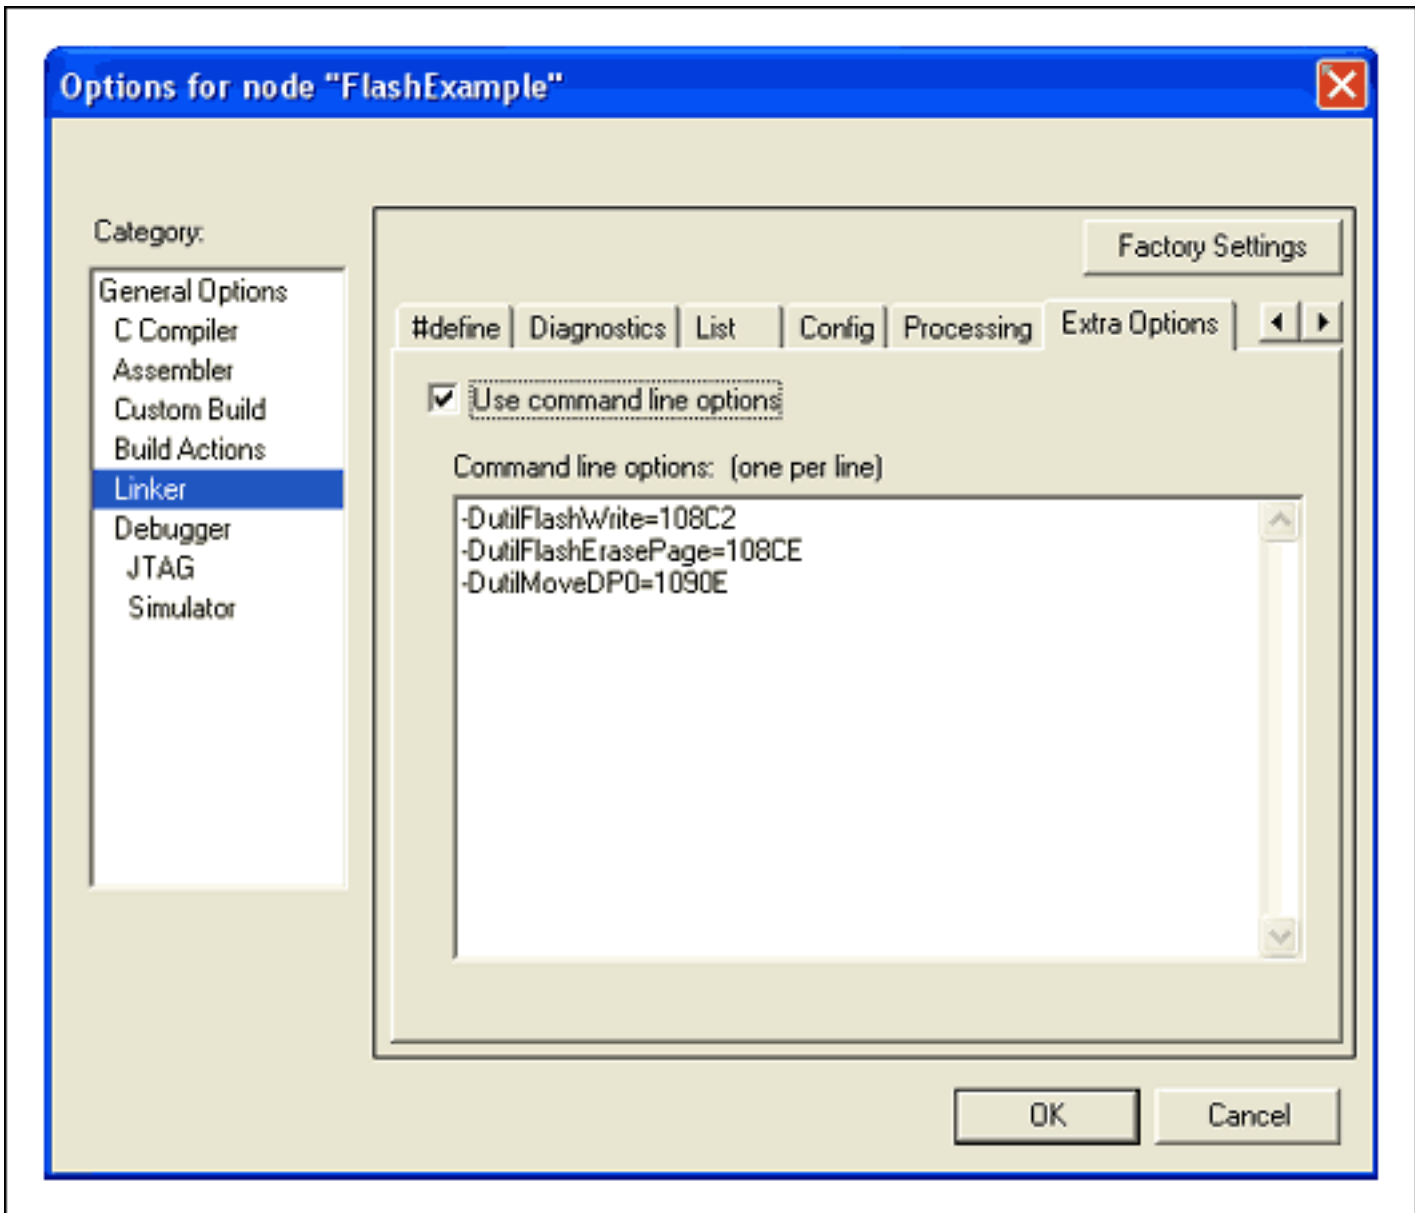 Options for node "FlashExample"
Category:
General Options
C Compiler
Assembler
Custom Build
Build Actions
Linker
Debugger
JTAG
Simulator
Factory Settings
#define Diagnostics List Config Processing Extra Options
Use command line options
Command line options: (one per line)
-DutilFlashWrite=108C2
-DutilFlashErasePage=108CE
-DutilMoveDP0=1090E
OK Cancel